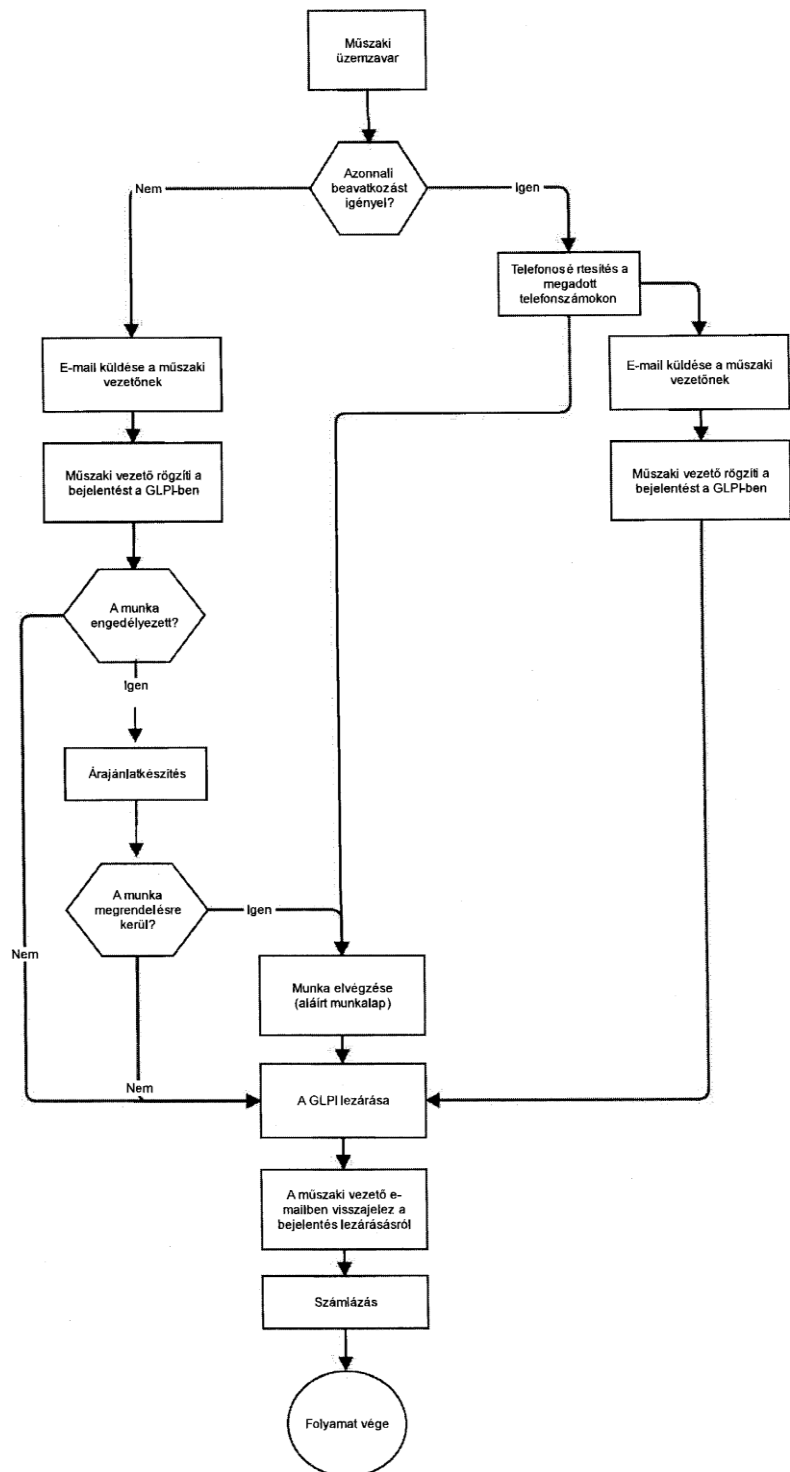 Műszaki
üzemzavar
Azonnali
beavatkozást
igényel?
Nem
Igen
Telefonosé rtesítés a
megadott
telefonszámokon
E-mail küldése a műszaki
vezetőnek
E-mail küldése a műszaki
vezetőnek
Műszaki vezető rögzíti a
bejelentést a GLPI-ben
Műszaki vezető rögzíti a
bejelentést a GLPI-ben
A munka
engedélyezett?
Igen
Árajánlatkészítés
A munka
megrendelésre
kerül?
Igen
Nem
Munka elvégzése
(aláírt munkalap)
Nem
A GLPI lezárása
A műszaki vezető e-
mailben visszajelez a
bejelentés lezárásásról
Számlázás
Folyamat vége